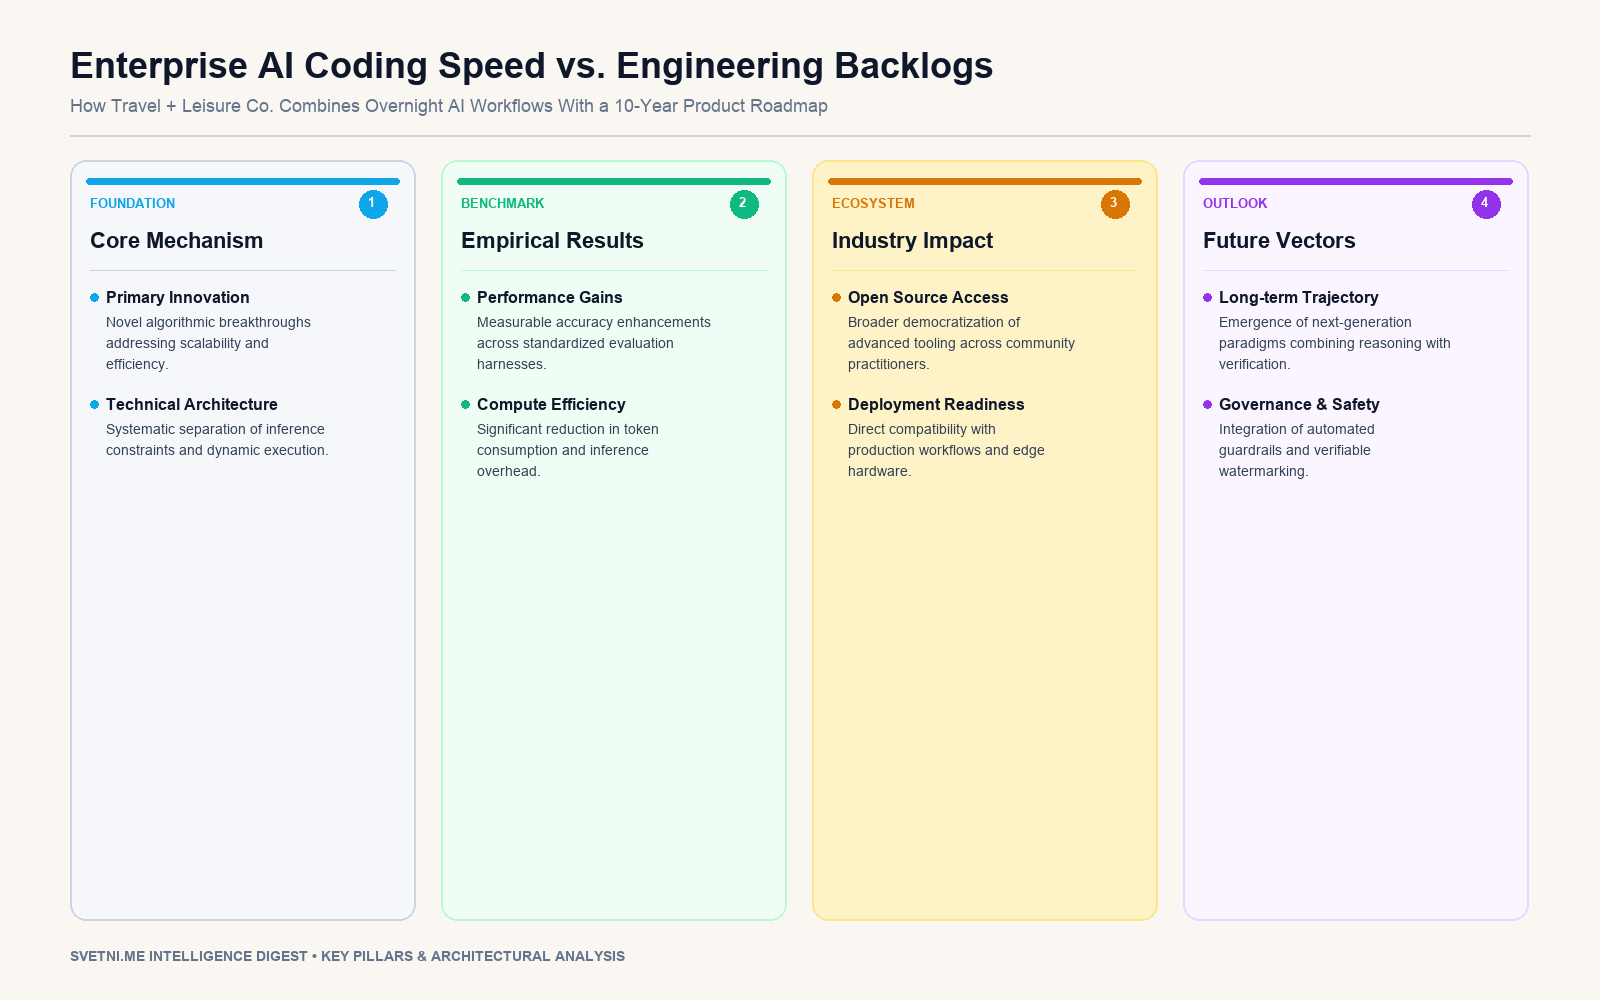 Enterprise AI Coding Speed vs. Engineering Backlogs
How Travel + Leisure Co. Combines Overnight AI Workflows With a 10-Year Product Roadmap
FOUNDATION
1
Core Mechanism
Primary Innovation
Novel algorithmic breakthroughs
addressing scalability and
efficiency.
Technical Architecture
Systematic separation of inference
constraints and dynamic execution.
BENCHMARK
2
Empirical Results
Performance Gains
Measurable accuracy enhancements
across standardized evaluation
harnesses.
Compute Efficiency
Significant reduction in token
consumption and inference
overhead.
ECOSYSTEM
3
Industry Impact
Open Source Access
Broader democratization of
advanced tooling across community
practitioners.
Deployment Readiness
Direct compatibility with
production workflows and edge
hardware.
OUTLOOK
4
Future Vectors
Long-term Trajectory
Emergence of next-generation
paradigms combining reasoning with
verification.
Governance & Safety
Integration of automated
guardrails and verifiable
watermarking.
SVETNI.ME INTELLIGENCE DIGEST • KEY PILLARS & ARCHITECTURAL ANALYSIS